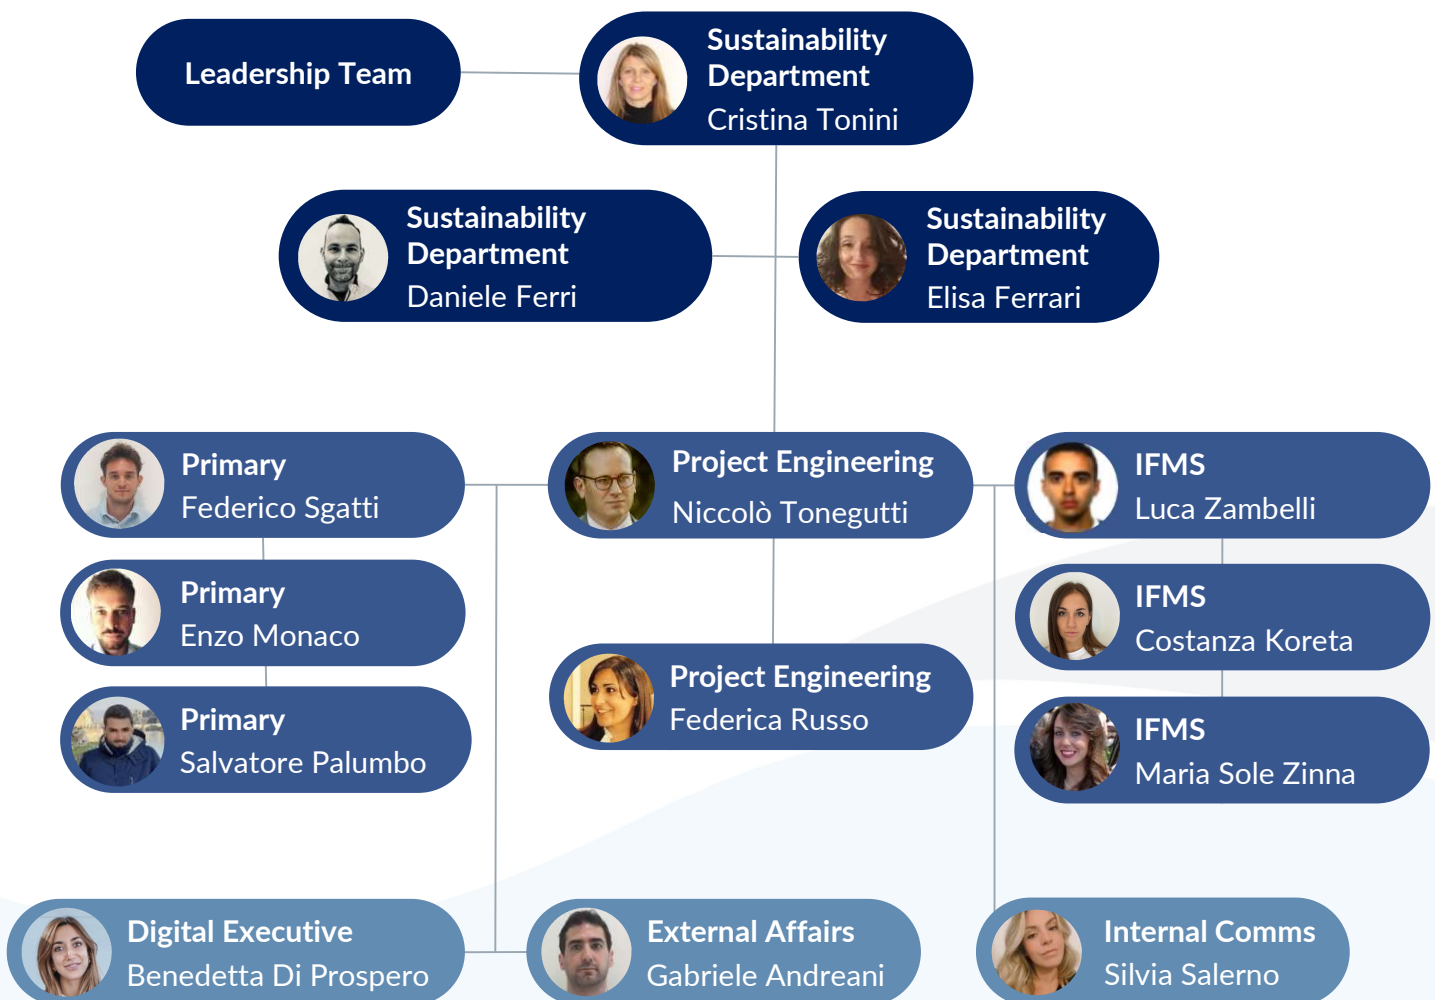 Leadership Team
Sustainability
Department
Cristina Tonini
Sustainability
Department
Daniele Ferri
Sustainability
Department
Elisa Ferrari
Primary
Federico Sgatti
Project Engineering
Niccolò Tonegutti
IFMS
Luca Zambelli
Primary
Enzo Monaco
IFMS
Costanza Koreta
Project Engineering
Federica Russo
Primary
Salvatore Palumbo
IFMS
Maria Sole Zinna
Digital Executive
Benedetta Di Prospero
External Affairs
Gabriele Andreani
Internal Comms
Silvia Salerno